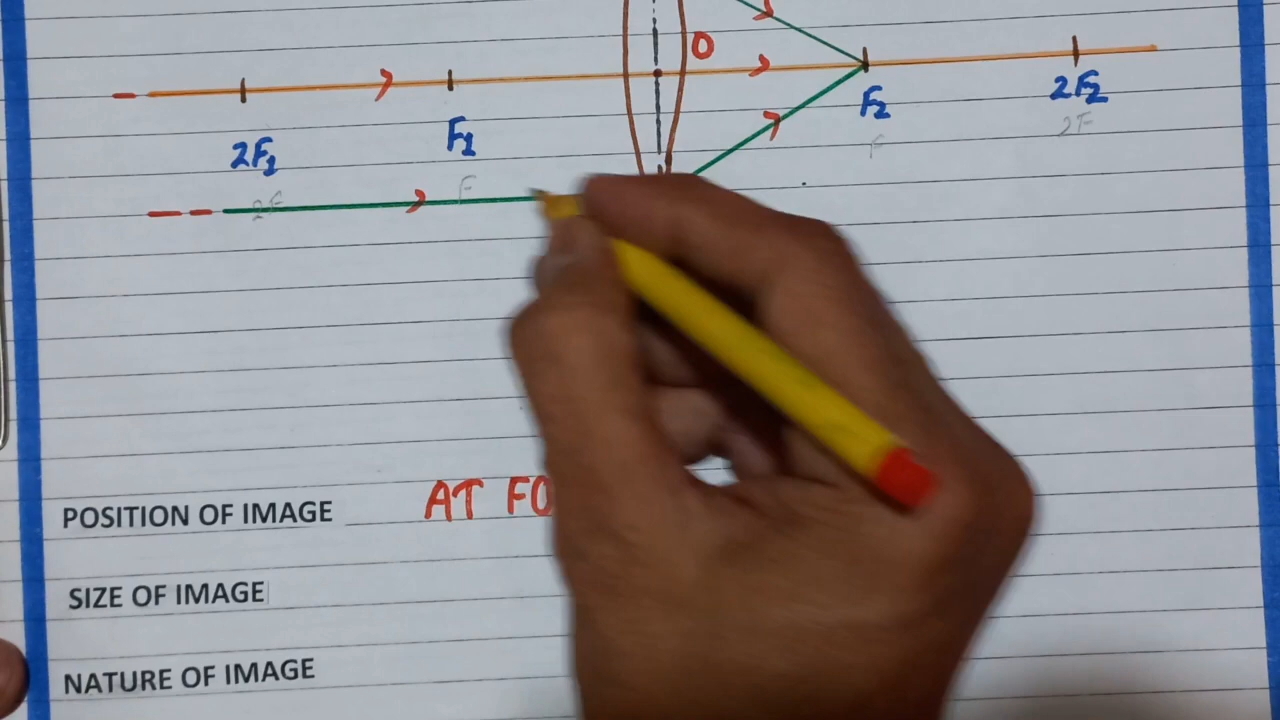 O
2F₁ F₁ F₂ 2F₂
2F F F 2F
POSITION OF IMAGE AT FO
SIZE OF IMAGE
NATURE OF IMAGE